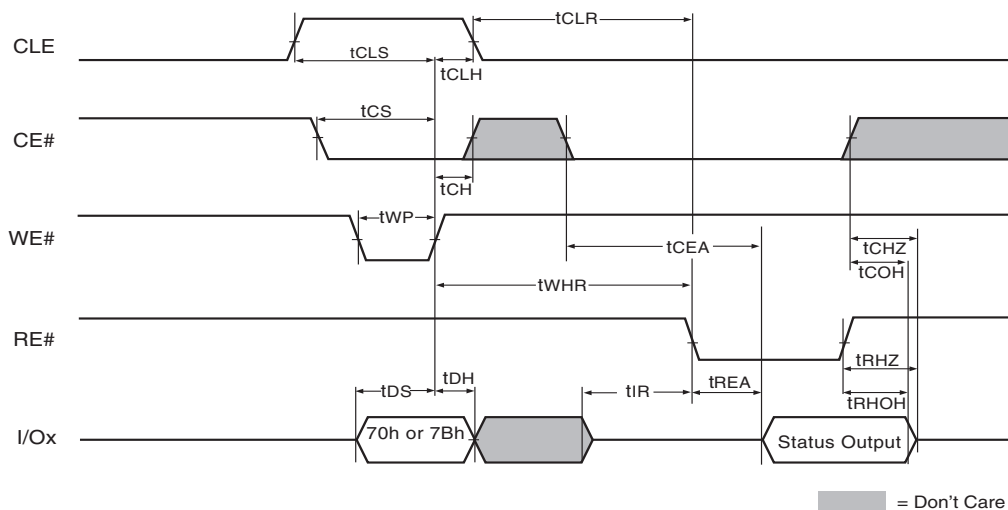 CLE
tCLR
tCLS
tCLH
CE#
tCS
tCH
WE#
tWP
tCEA
tCHZ
tCOH
tWHR
RE#
tDS
tDH
tIR
tREA
tRHZ
tRHOH
I/Ox
70h or 7Bh
Status Output
= Don't Care